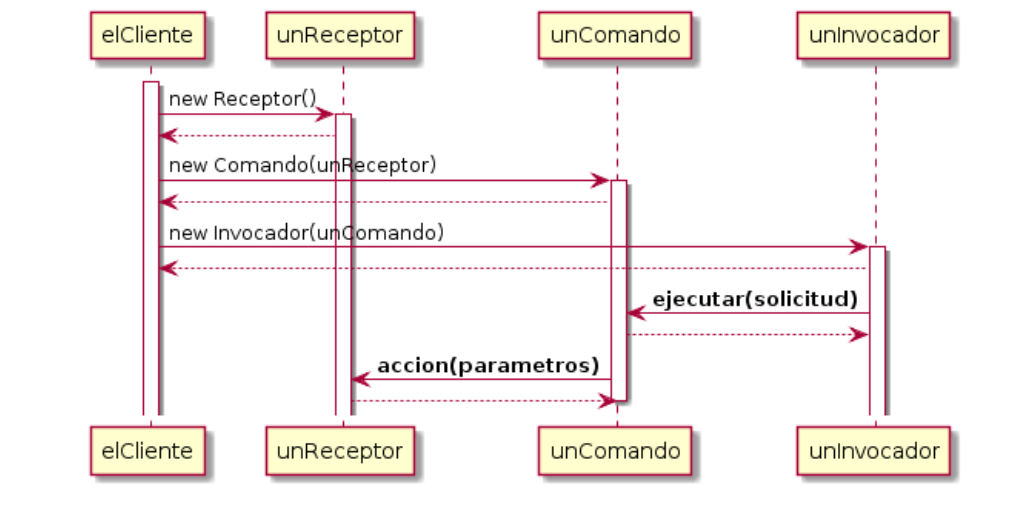 elCliente
unReceptor
unComando
unInvocador
new Receptor()
new Comando(unReceptor)
new Invocador(unComando)
ejecutar(solicitud)
accion(parametros)
elCliente
unReceptor
unComando
unInvocador